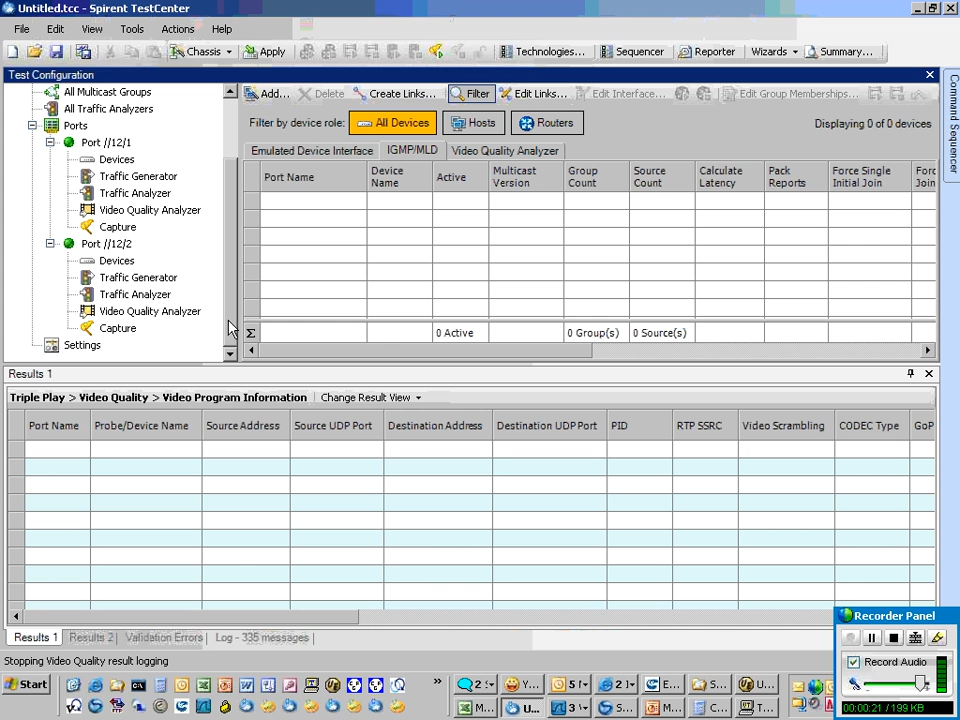 Untitled.tcc - Spirent TestCenter
File Edit View Tools Actions Help
Chassis Apply Technologies... Sequencer Reporter Wizards Summary...
Test Configuration
Command Sequencer
All Multicast Groups
All Traffic Analyzers
Ports
Port //12/1
Devices
Traffic Generator
Traffic Analyzer
Video Quality Analyzer
Capture
Port //12/2
Devices
Traffic Generator
Traffic Analyzer
Video Quality Analyzer
Capture
Settings
Add... Delete Create Links... Filter Edit Links... Edit Interface... Edit Group Memberships...
Filter by device role: All Devices Hosts Routers Displaying 0 of 0 devices
Emulated Device Interface IGMP/MLD Video Quality Analyzer
Port Name Device Name Active Multicast Version Group Count Source Count Calculate Latency Pack Reports Force Single Initial Join Forc Join
Σ 0 Active 0 Group(s) 0 Source(s)
Results 1
Triple Play > Video Quality > Video Program Information Change Result View
Port Name Probe/Device Name Source Address Source UDP Port Destination Address Destination UDP Port PID RTP SSRC Video Scrambling CODEC Type GoP
Results 1 Results 2 Validation Errors Log - 335 messages
Stopping Video Quality result logging
Recorder Panel
Record Audio
00:00:21 / 199 KB
Start